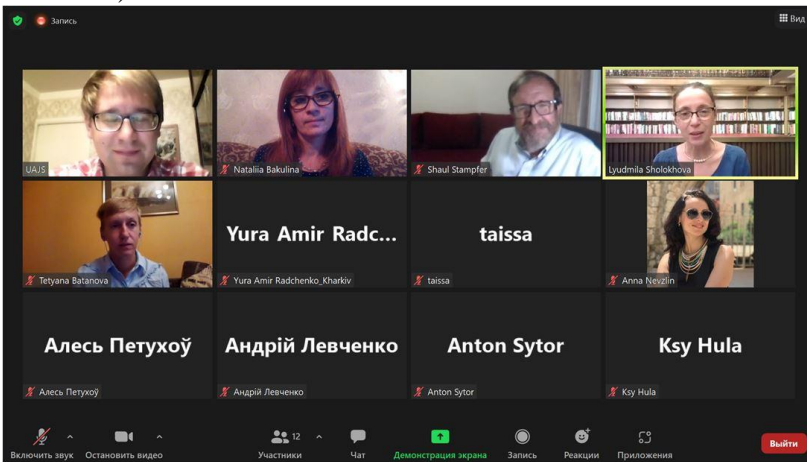 Запись
Вид
UAJS
Nataliia Bakulina
Shaul Stampfer
Lyudmila Sholokhova
Tetyana Batanova
Yura Amir Radc...
Yura Amir Radchenko_Kharkiv
taissa
taissa
Anna Nevzlin
Алесь Петухоў
Алесь Петухоў
Андрій Левченко
Андрій Левченко
Anton Sytor
Anton Sytor
Ksy Hula
Ksy Hula
Включить звук
Остановить видео
12
Участники
Чат
Демонстрация экрана
Запись
Реакции
Приложения
Выйти